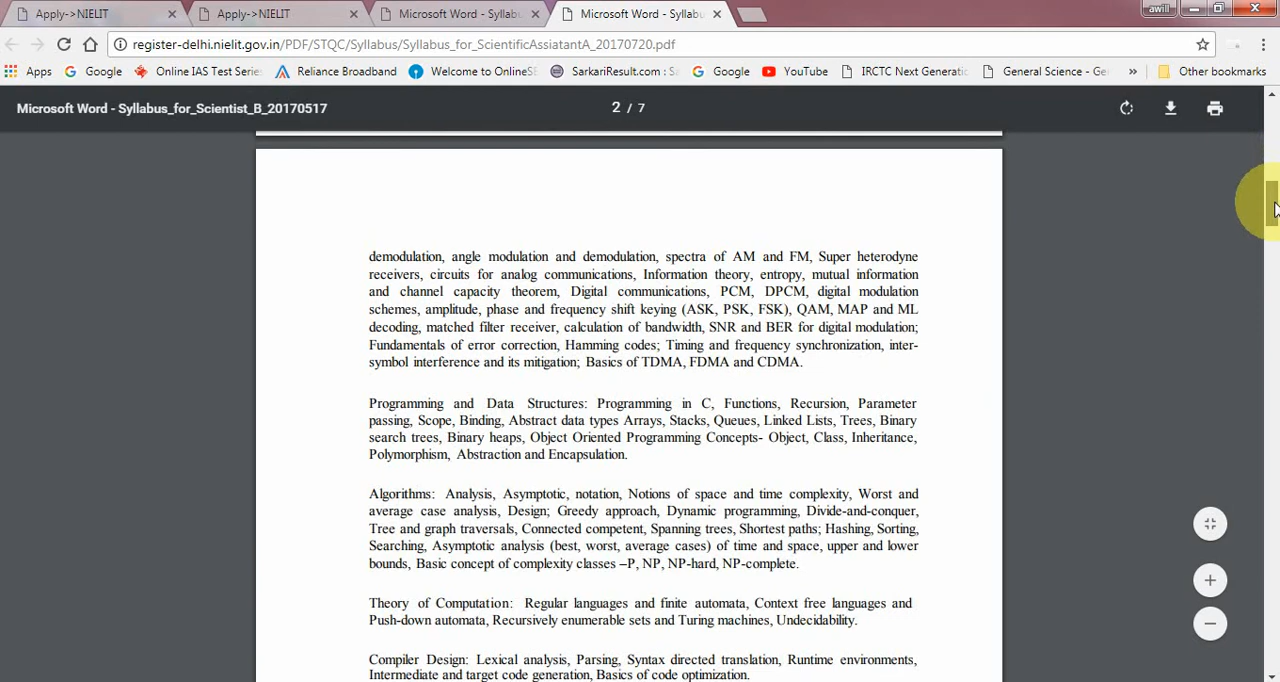 Apply->NIELIT
Apply->NIELIT
Microsoft Word - Syllabu
Microsoft Word - Syllabu
awill
register-delhi.nielit.gov.in/PDF/STQC/Syllabus/Syllabus_for_ScientificAssiatantA_20170720.pdf
Apps
Google
Online IAS Test Serie
Reliance Broadband
Welcome to OnlineSE
SarkariResult.com : S
Google
YouTube
IRCTC Next Generati
General Science - Ge
»
Other bookmarks
Microsoft Word - Syllabus_for_Scientist_B_20170517
2 / 7
demodulation, angle modulation and demodulation, spectra of AM and FM, Super heterodyne
receivers, circuits for analog communications, Information theory, entropy, mutual information
and channel capacity theorem, Digital communications, PCM, DPCM, digital modulation
schemes, amplitude, phase and frequency shift keying (ASK, PSK, FSK), QAM, MAP and ML
decoding, matched filter receiver, calculation of bandwidth, SNR and BER for digital modulation;
Fundamentals of error correction, Hamming codes; Timing and frequency synchronization, inter-
symbol interference and its mitigation; Basics of TDMA, FDMA and CDMA.
Programming and Data Structures: Programming in C, Functions, Recursion, Parameter
passing, Scope, Binding, Abstract data types Arrays, Stacks, Queues, Linked Lists, Trees, Binary
search trees, Binary heaps, Object Oriented Programming Concepts- Object, Class, Inheritance,
Polymorphism, Abstraction and Encapsulation.
Algorithms: Analysis, Asymptotic, notation, Notions of space and time complexity, Worst and
average case analysis, Design; Greedy approach, Dynamic programming, Divide-and-conquer,
Tree and graph traversals, Connected competent, Spanning trees, Shortest paths; Hashing, Sorting,
Searching, Asymptotic analysis (best, worst, average cases) of time and space, upper and lower
bounds, Basic concept of complexity classes –P, NP, NP-hard, NP-complete.
Theory of Computation: Regular languages and finite automata, Context free languages and
Push-down automata, Recursively enumerable sets and Turing machines, Undecidability.
Compiler Design: Lexical analysis, Parsing, Syntax directed translation, Runtime environments,
Intermediate and target code generation, Basics of code optimization.